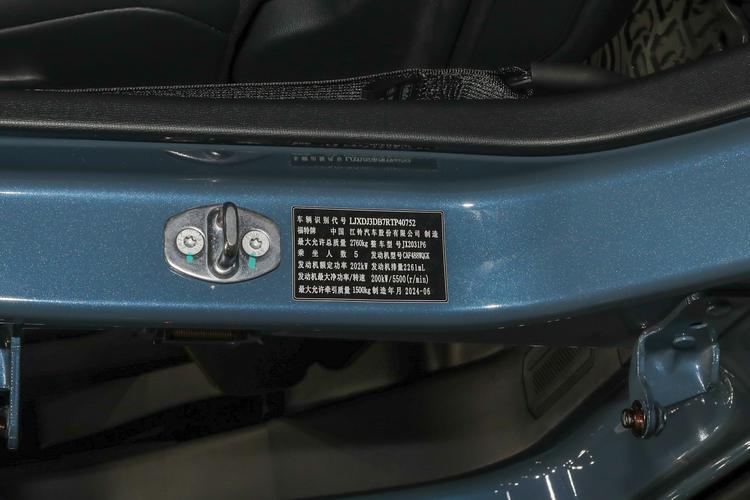 车辆识别代号 LJXDJ3DB7RTP40752
福特牌 中国 江铃汽车股份有限公司 制造
最大允许总质量 2760kg 整车型号 JX2031P6
乘坐人数 5 发动机型号 CAF488WQGK
发动机额定功率 202kW 发动机排量 2261mL
发动机最大净功率/转速 200kW/5500(r/min)
最大允许牵引质量 1500kg 制造年月 2024-06